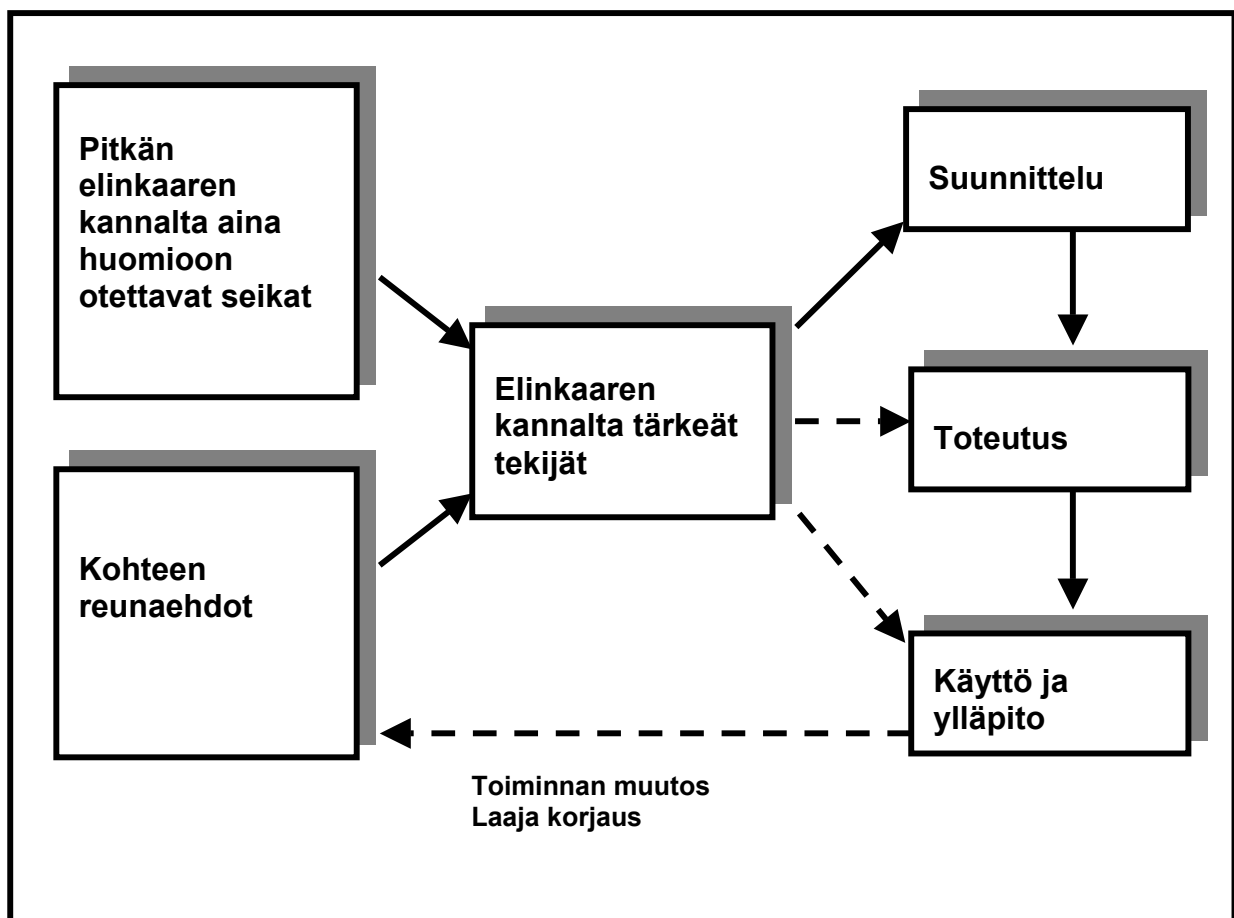 Pitkän
elinkaaren
kannalta aina
huomioon
otettavat seikat
Kohteen
reunaehdot
Elinkaaren
kannalta tärkeät
tekijät
Suunnittelu
Toteutus
Käyttö ja
ylläpito
Toiminnan muutos
Laaja korjaus